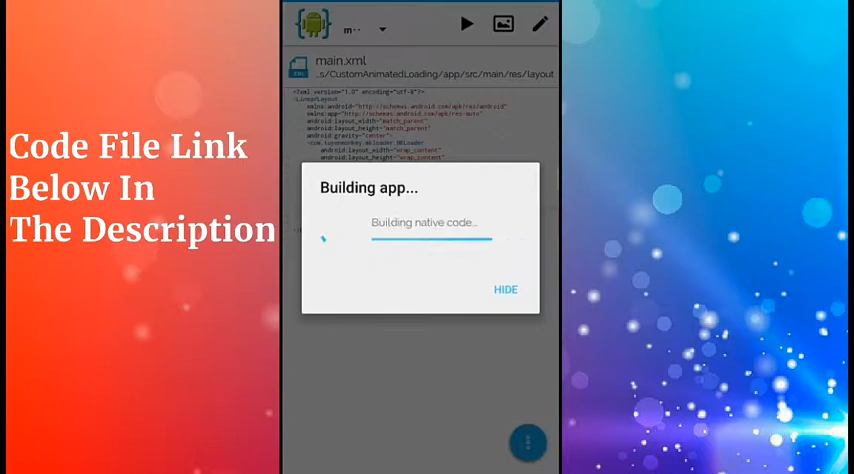 Code File Link
Below In
The Description
m··
main.xml
..s/CustomAnimatedLoading/app/src/main/res/layout
<?xml version="1.0" encoding="utf-8"?>
<LinearLayout
xmlns:android="http://schemas.android.com/apk/res/android"
xmlns:app="http://schemas.android.com/apk/res-auto"
android:layout_width="match_parent"
android:layout_height="match_parent"
android:gravity="center">
android:layout_width="wrap_content"
android:layout_height="wrap_content"
Building app...
Building native code...
HIDE